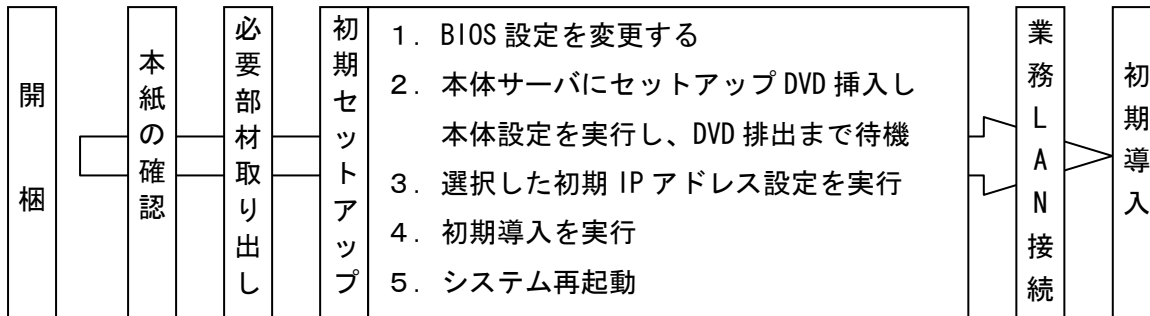 開梱
本紙の確認
必要部材取り出し
初期セットアップ
1. BIOS設定を変更する
2. 本体サーバにセットアップDVD挿入し
本体設定を実行し、DVD排出まで待機
3. 選択した初期IPアドレス設定を実行
4. 初期導入を実行
5. システム再起動
業務LAN接続
初期導入